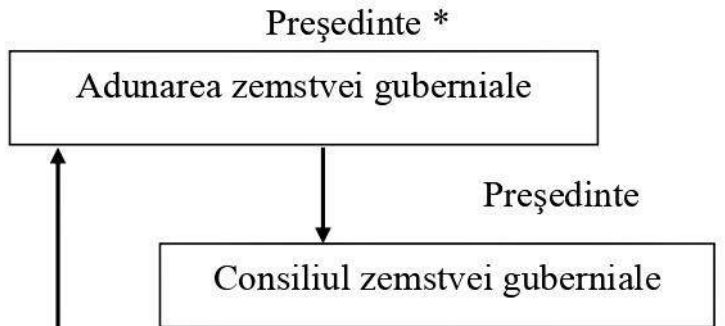 Preşedinte *
Adunarea zemstvei guberniale
Preşedinte
Consiliul zemstvei guberniale